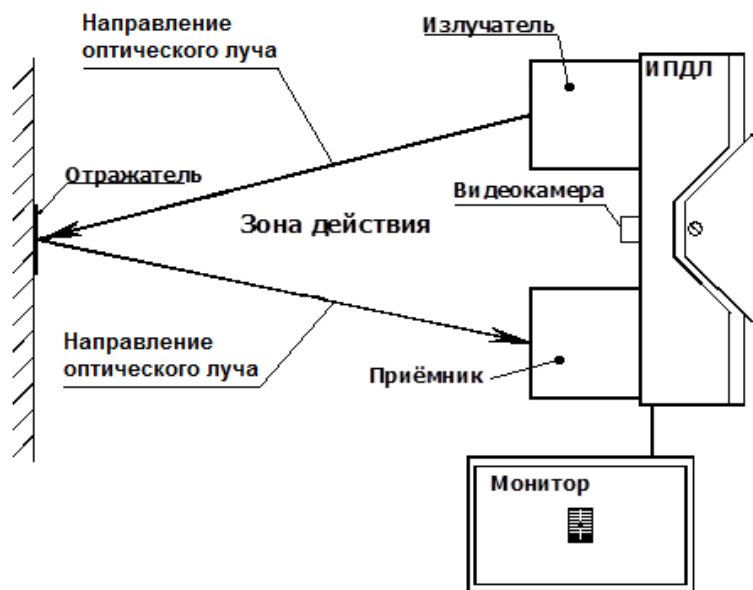 Направление
оптического луча
Излучатель
ИПДЛ
Отражатель
Видеокамера
Зона действия
Направление
оптического луча
Приёмник
Монитор